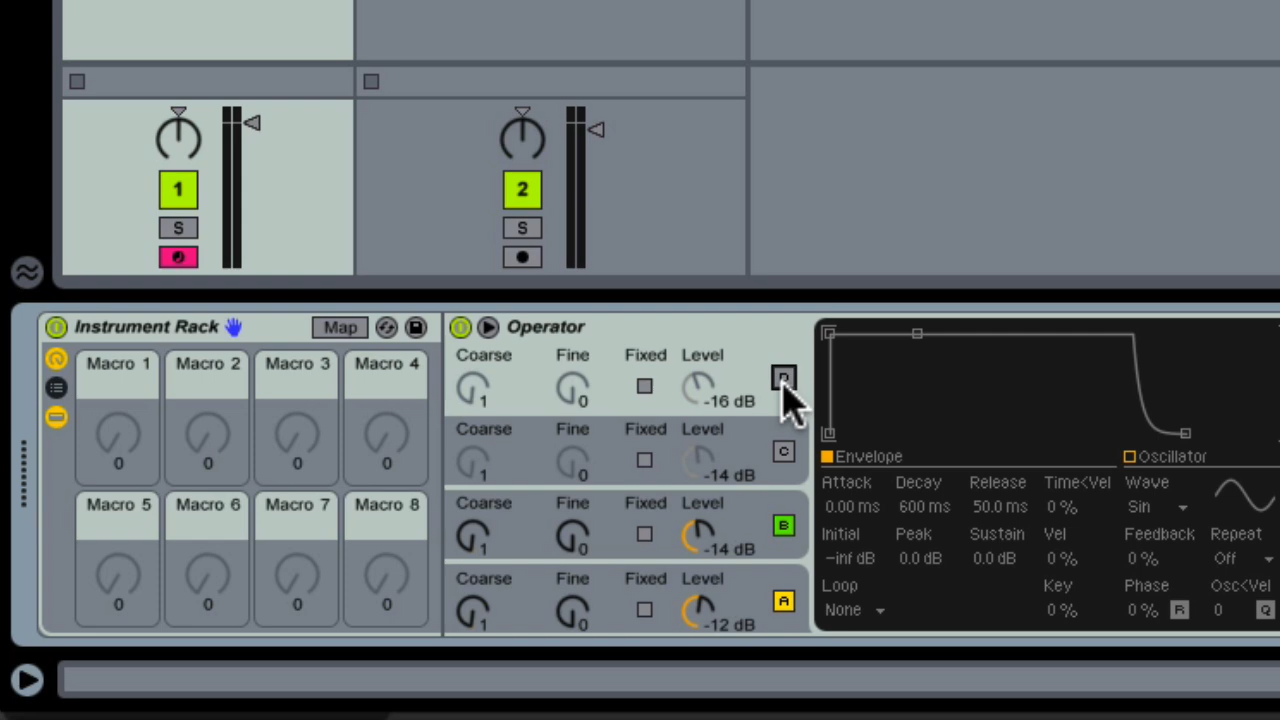 1
S
2
S
Instrument Rack
Map
Macro 1 Macro 2 Macro 3 Macro 4
0 0 0 0
Macro 5 Macro 6 Macro 7 Macro 8
0 0 0 0
Operator
Coarse Fine Fixed Level
1 0 -16 dB
D
Coarse Fine Fixed Level
1 0 -14 dB
C
Coarse Fine Fixed Level
1 0 -14 dB
B
Coarse Fine Fixed Level
1 0 -12 dB
A
Envelope
Attack Decay Release Time<Vel
0.00 ms 600 ms 50.0 ms 0 %
Initial Peak Sustain Vel
-inf dB 0.0 dB 0.0 dB 0 %
Loop Key
None 0 %
Oscillator
Wave
Sin
Feedback Repeat
0 % Off
Phase Osc<Vel
0 % R 0 Q